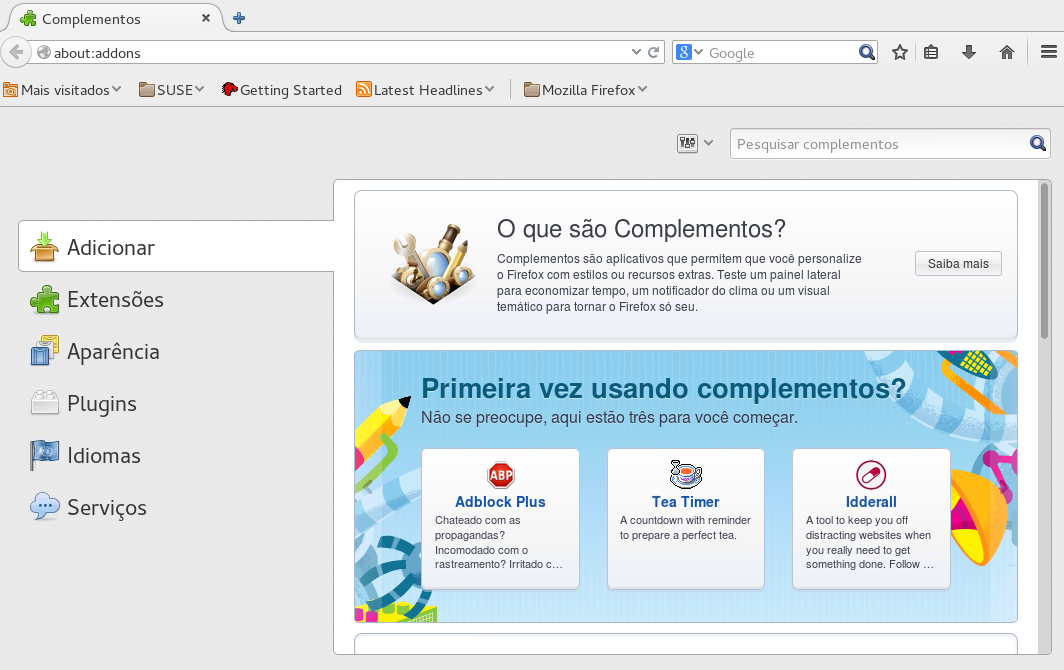 Complementos
about:addons
Google
Mais visitados
SUSE
Getting Started
Latest Headlines
Mozilla Firefox
Pesquisar complementos
Adicionar
Extensões
Aparência
Plugins
Idiomas
Serviços
O que são Complementos?
Complementos são aplicativos que permitem que você personalize
o Firefox com estilos ou recursos extras. Teste um painel lateral
para economizar tempo, um notificador do clima ou um visual
temático para tornar o Firefox só seu.
Saiba mais
Primeira vez usando complementos?
Não se preocupe, aqui estão três para você começar.
ABP
Adblock Plus
Chateado com as
propagandas?
Incomodado com o
rastreamento? Irritado c…
Tea Timer
A countdown with reminder
to prepare a perfect tea.
Idderall
A tool to keep you off
distracting websites when
you really need to get
something done. Follow …